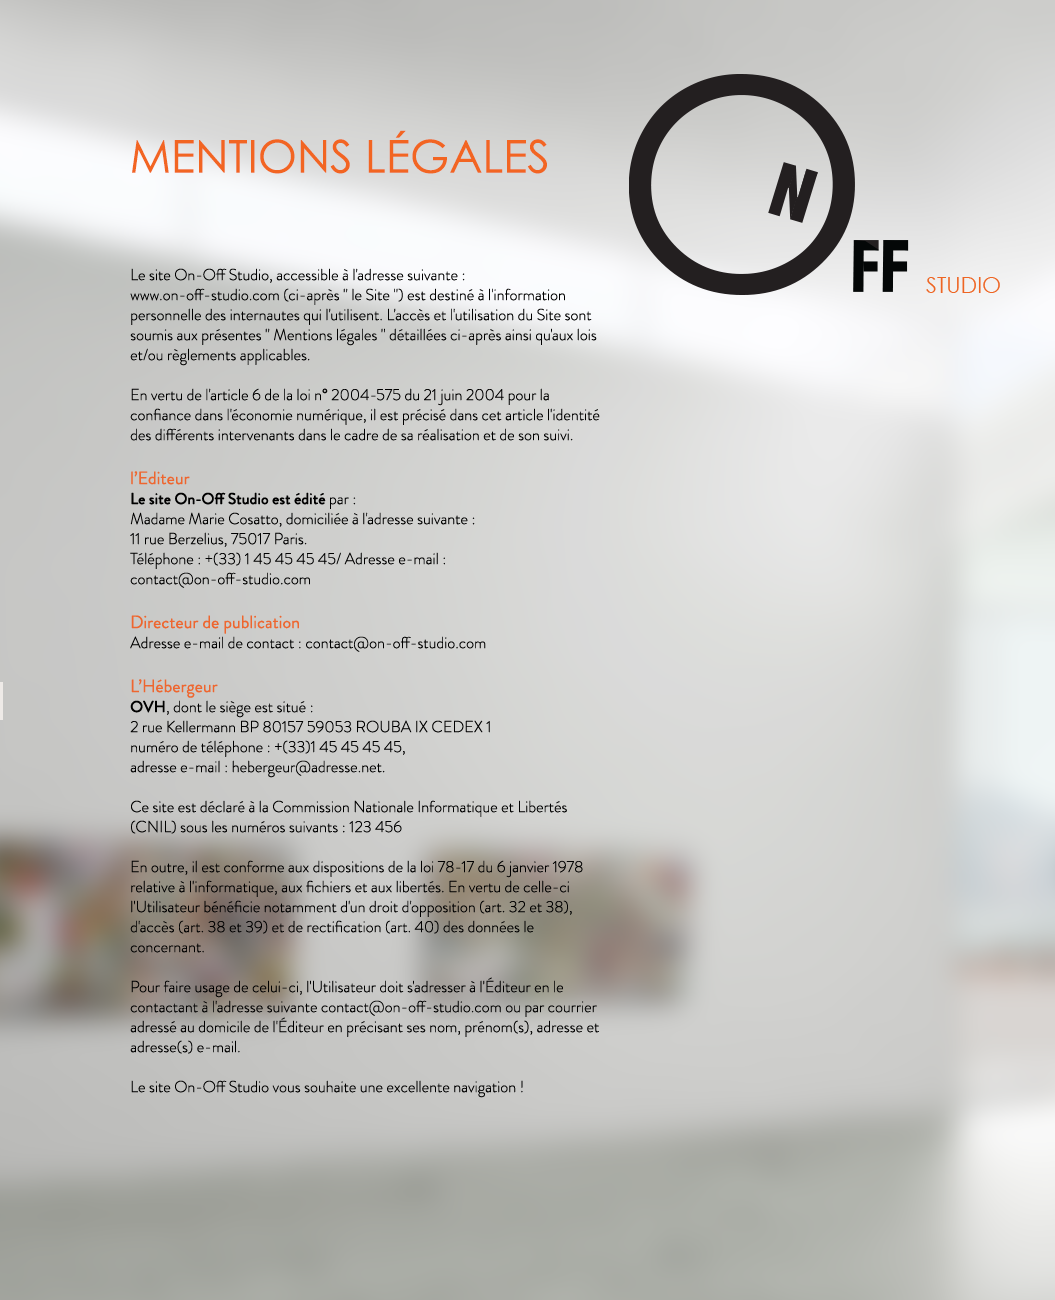 MENTIONS LÉGALES
ON
FF
STUDIO
Le site On-Off Studio, accessible à l'adresse suivante :
www.on-off-studio.com (ci-après " le Site ") est destiné à l'information
personnelle des internautes qui l'utilisent. L'accès et l'utilisation du Site sont
soumis aux présentes " Mentions légales " détaillées ci-après ainsi qu'aux lois
et/ou règlements applicables.
En vertu de l'article 6 de la loi n° 2004-575 du 21 juin 2004 pour la
confiance dans l'économie numérique, il est précisé dans cet article l'identité
des différents intervenants dans le cadre de sa réalisation et de son suivi.
l'Editeur
Le site On-Off Studio est édité par :
Madame Marie Cosatto, domiciliée à l'adresse suivante :
11 rue Berzelius, 75017 Paris.
Téléphone : +(33) 1 45 45 45 45/ Adresse e-mail :
contact@on-off-studio.com
Directeur de publication
Adresse e-mail de contact : contact@on-off-studio.com
L'Hébergeur
OVH, dont le siège est situé :
2 rue Kellermann BP 80157 59053 ROUBA IX CEDEX 1
numéro de téléphone : +(33)1 45 45 45 45,
adresse e-mail : hebergeur@adresse.net.
Ce site est déclaré à la Commission Nationale Informatique et Libertés
(CNIL) sous les numéros suivants : 123 456
En outre, il est conforme aux dispositions de la loi 78-17 du 6 janvier 1978
relative à l'informatique, aux fichiers et aux libertés. En vertu de celle-ci
l'Utilisateur bénéficie notamment d'un droit d'opposition (art. 32 et 38),
d'accès (art. 38 et 39) et de rectification (art. 40) des données le
concernant.
Pour faire usage de celui-ci, l'Utilisateur doit s'adresser à l'Éditeur en le
contactant à l'adresse suivante contact@on-off-studio.com ou par courrier
adressé au domicile de l'Éditeur en précisant ses nom, prénom(s), adresse et
adresse(s) e-mail.
Le site On-Off Studio vous souhaite une excellente navigation !